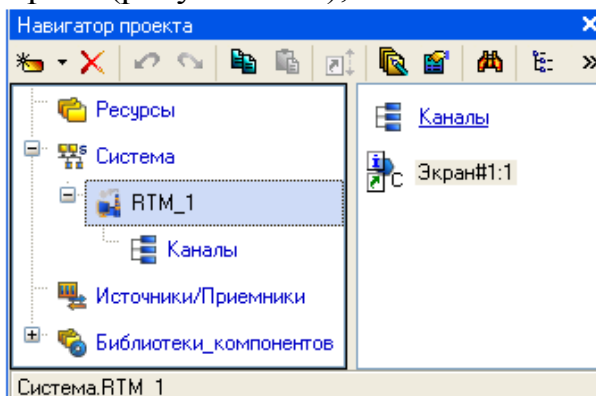 Навигатор проекта
Ресурсы
Система
RTM_1
Каналы
Источники/Приемники
Библиотеки_компонентов
Каналы
Экран#1:1
Система.RTM_1